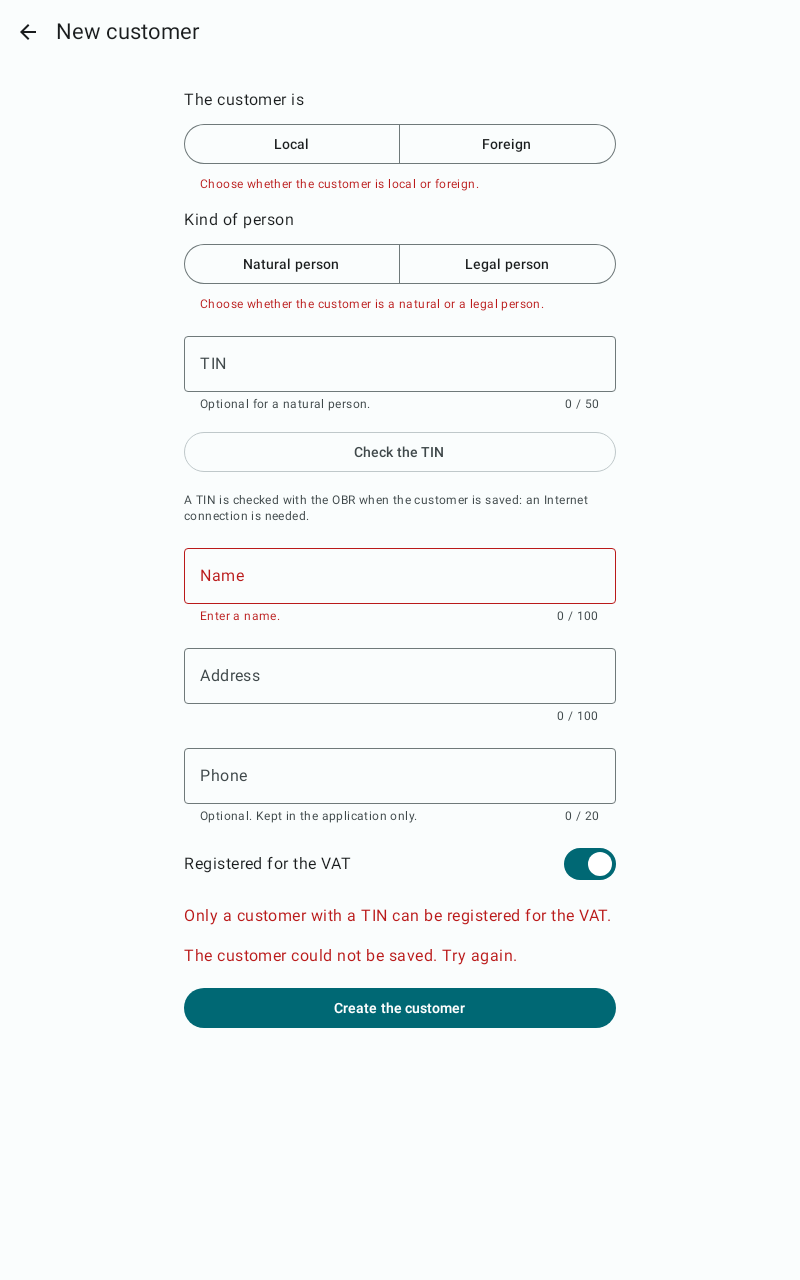 New customer
The customer is
Local
Foreign
Choose whether the customer is local or foreign.
Kind of person
Natural person
Legal person
Choose whether the customer is a natural or a legal person.
TIN
Optional for a natural person.
0 / 50
Check the TIN
A TIN is checked with the OBR when the customer is saved: an Internet
connection is needed.
Name
Enter a name.
0 / 100
Address
0 / 100
Phone
Optional. Kept in the application only.
0 / 20
Registered for the VAT
Only a customer with a TIN can be registered for the VAT.
The customer could not be saved. Try again.
Create the customer